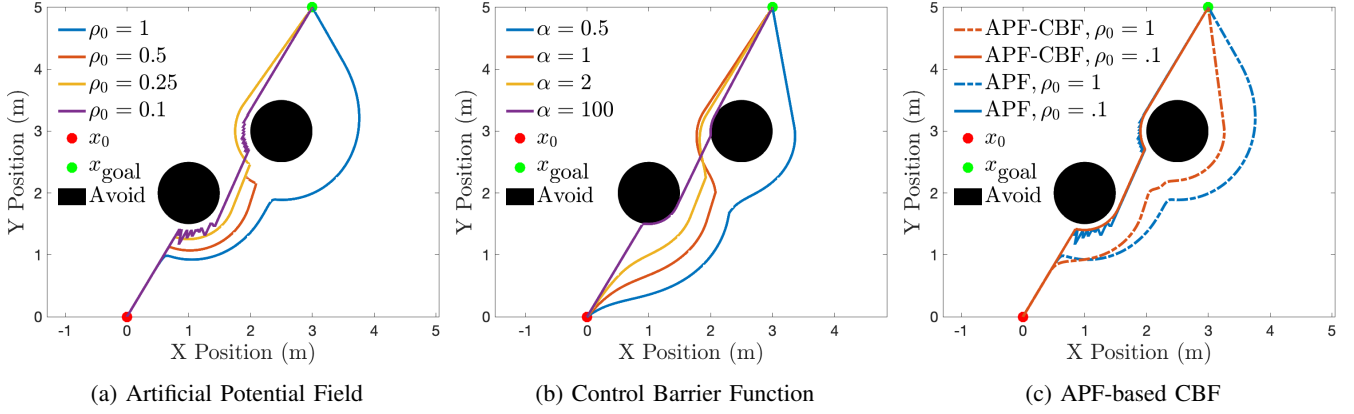 5
4
3
2
1
0
-1 0 1 2 3 4 5
Y Position (m)
X Position (m)
ρ₀ = 1
ρ₀ = 0.5
ρ₀ = 0.25
ρ₀ = 0.1
x₀
x_goal
Avoid
(a) Artificial Potential Field
5
4
3
2
1
0
-1 0 1 2 3 4 5
Y Position (m)
X Position (m)
α = 0.5
α = 1
α = 2
α = 100
x₀
x_goal
Avoid
(b) Control Barrier Function
5
4
3
2
1
0
-1 0 1 2 3 4 5
Y Position (m)
X Position (m)
APF-CBF, ρ₀ = 1
APF-CBF, ρ₀ = .1
APF, ρ₀ = 1
APF, ρ₀ = .1
x₀
x_goal
Avoid
(c) APF-based CBF